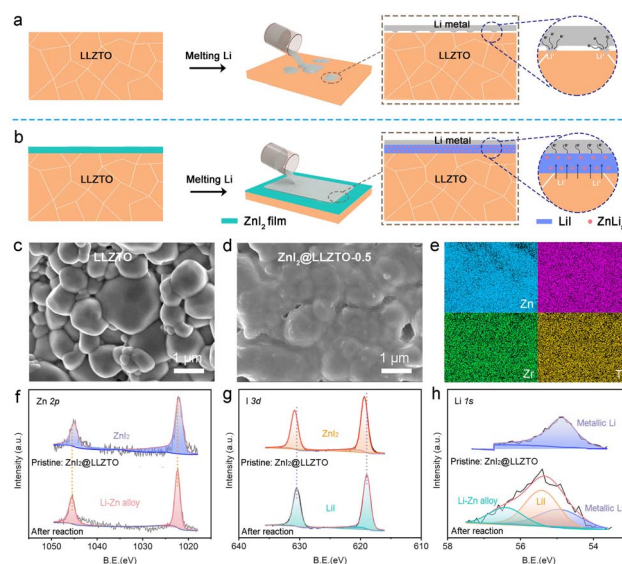 a
LLZTO
Melting Li
Li metal
LLZTO
Li⁺
Li⁺
b
LLZTO
Melting Li
Li metal
LLZTO
Li⁺
Li⁺
ZnI₂ film
LiI
c
LLZTO
1 μm
d
ZnI₂@LLZTO-0.5
1 μm
e
Zn
Zr
f
Zn 2p
ZnI₂
Pristine: ZnI₂@LLZTO
Li-Zn alloy
After reaction
Intensity (a.u.)
1050
1040
1030
1020
B.E.(eV)
g
I 3d
ZnI₂
Pristine: ZnI₂@LLZTO
LiI
After reaction
Intensity (a.u.)
640
630
620
610
B.E.(eV)
h
Li 1s
Metallic Li
Pristine: ZnI₂@LLZTO
Li-Zn alloy
LiI
Metallic Li
After reaction
Intensity (a.u.)
58
56
54
B.E.(eV)